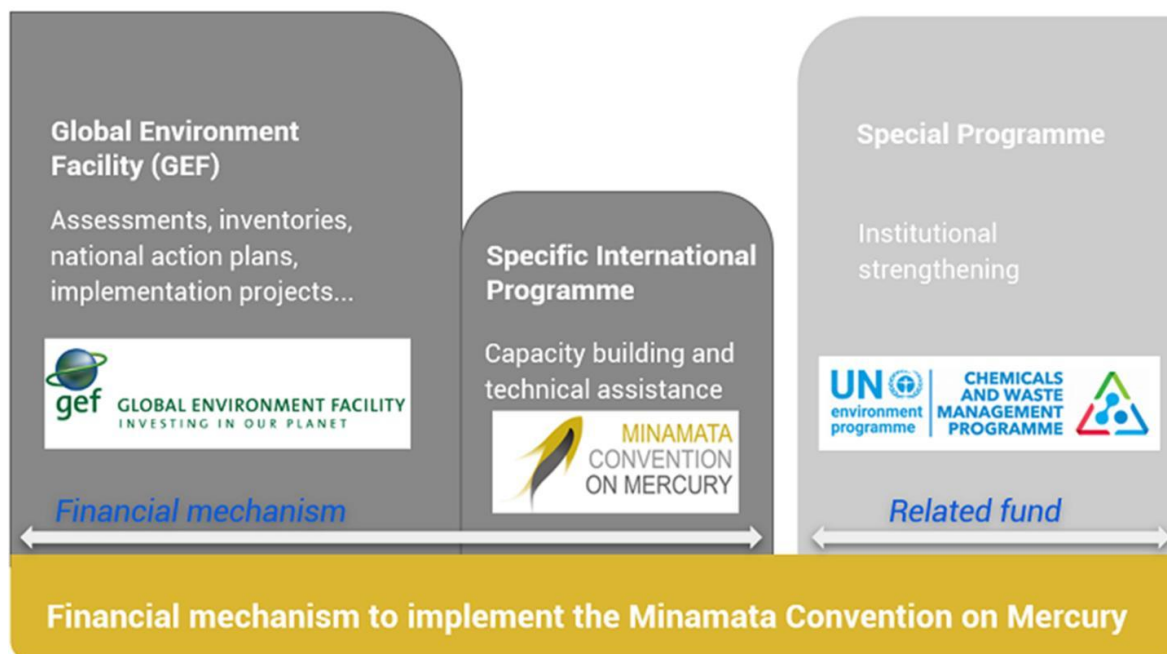 Global Environment
Facility (GEF)
Assessments, inventories,
national action plans,
implementation projects...
gef GLOBAL ENVIRONMENT FACILITY
INVESTING IN OUR PLANET
Financial mechanism
Specific International
Programme
Capacity building and
technical assistance
MINAMATA
CONVENTION
ON MERCURY
Special Programme
Institutional
strengthening
UN
environment
programme
CHEMICALS
AND WASTE
MANAGEMENT
PROGRAMME
Related fund
Financial mechanism to implement the Minamata Convention on Mercury